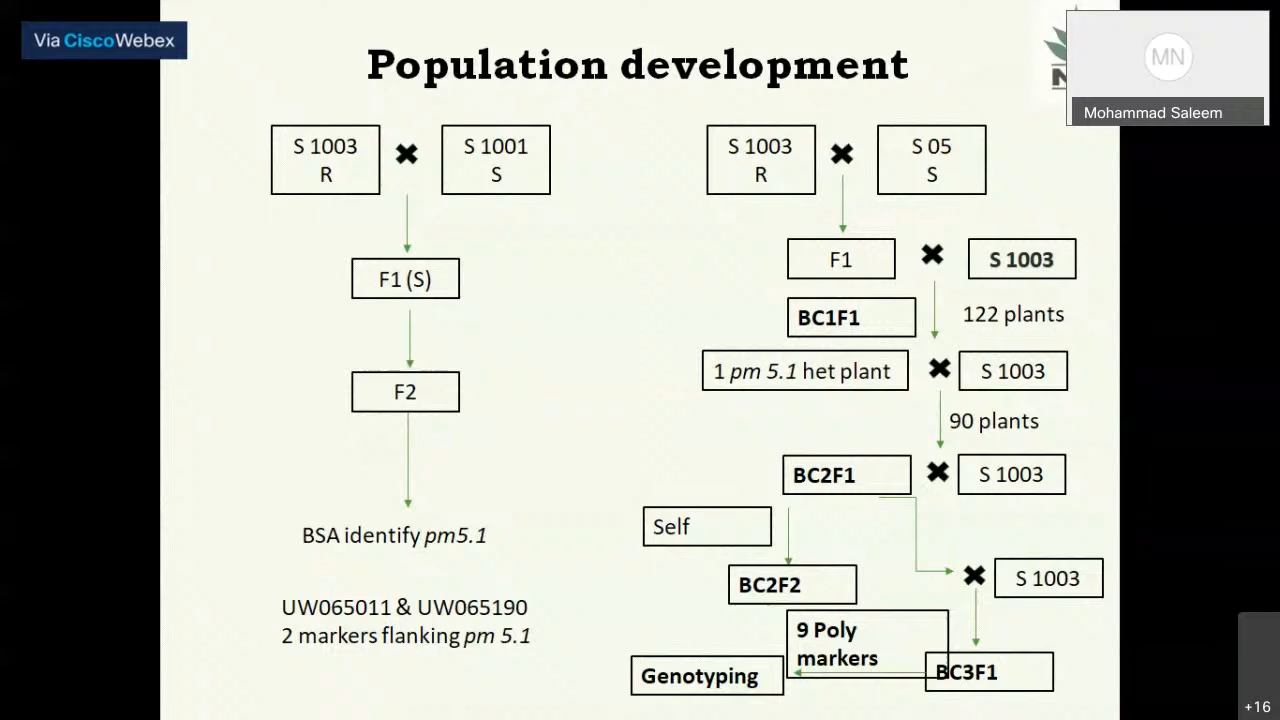 Via CiscoWebex
Population development
MN
Mohammad Saleem
S 1003
R
S 1001
S
F1 (S)
F2
BSA identify pm5.1
UW065011 & UW065190
2 markers flanking pm 5.1
S 1003
R
S 05
S
F1
S 1003
BC1F1
122 plants
1 pm 5.1 het plant
S 1003
90 plants
BC2F1
S 1003
Self
BC2F2
S 1003
9 Poly
markers
Genotyping
BC3F1
+16